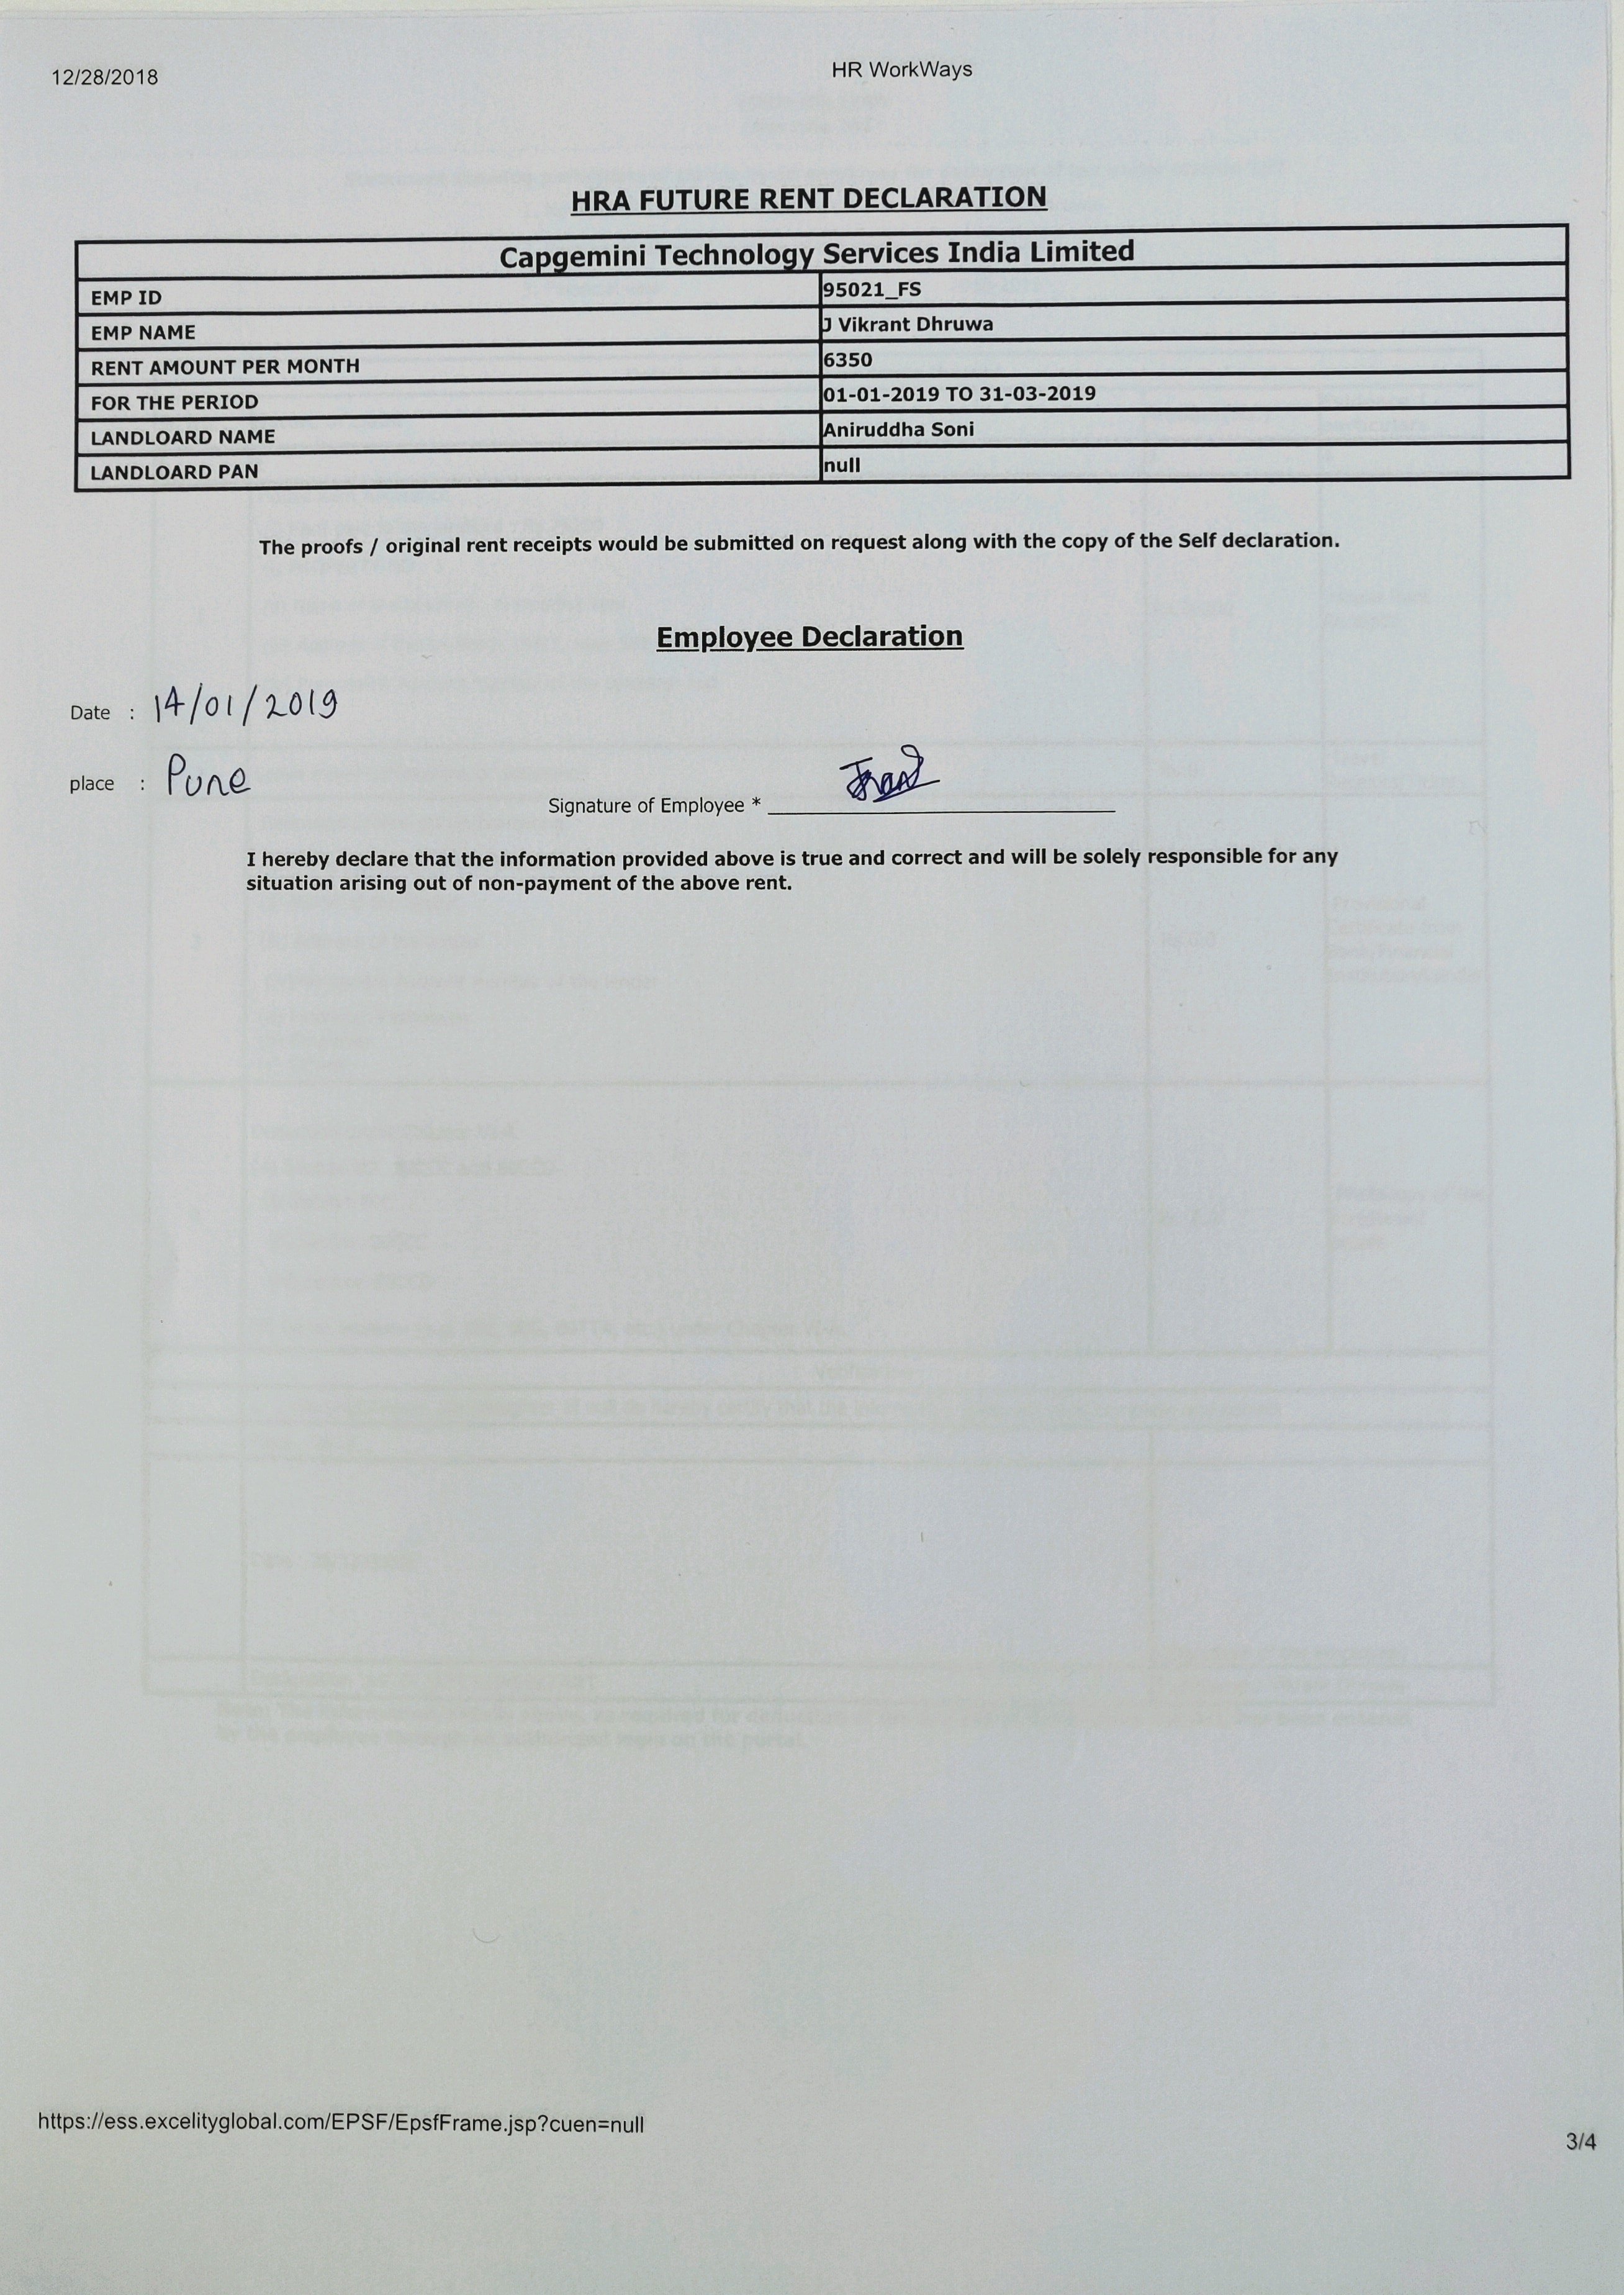 12/28/2018 HR WorkWays
HRA FUTURE RENT DECLARATION
Capgemini Technology Services India Limited
EMP ID 95021_FS
EMP NAME J Vikrant Dhruwa
RENT AMOUNT PER MONTH 6350
FOR THE PERIOD 01-01-2019 TO 31-03-2019
LANDLOARD NAME Aniruddha Soni
LANDLOARD PAN null
The proofs / original rent receipts would be submitted on request along with the copy of the Self declaration.
Employee Declaration
Date : 14/01/2019
place : Pune
Signature of Employee *
I hereby declare that the information provided above is true and correct and will be solely responsible for any
situation arising out of non-payment of the above rent.
https://ess.excelityglobal.com/EPSF/EpsfFrame.jsp?cuen=null
3/4